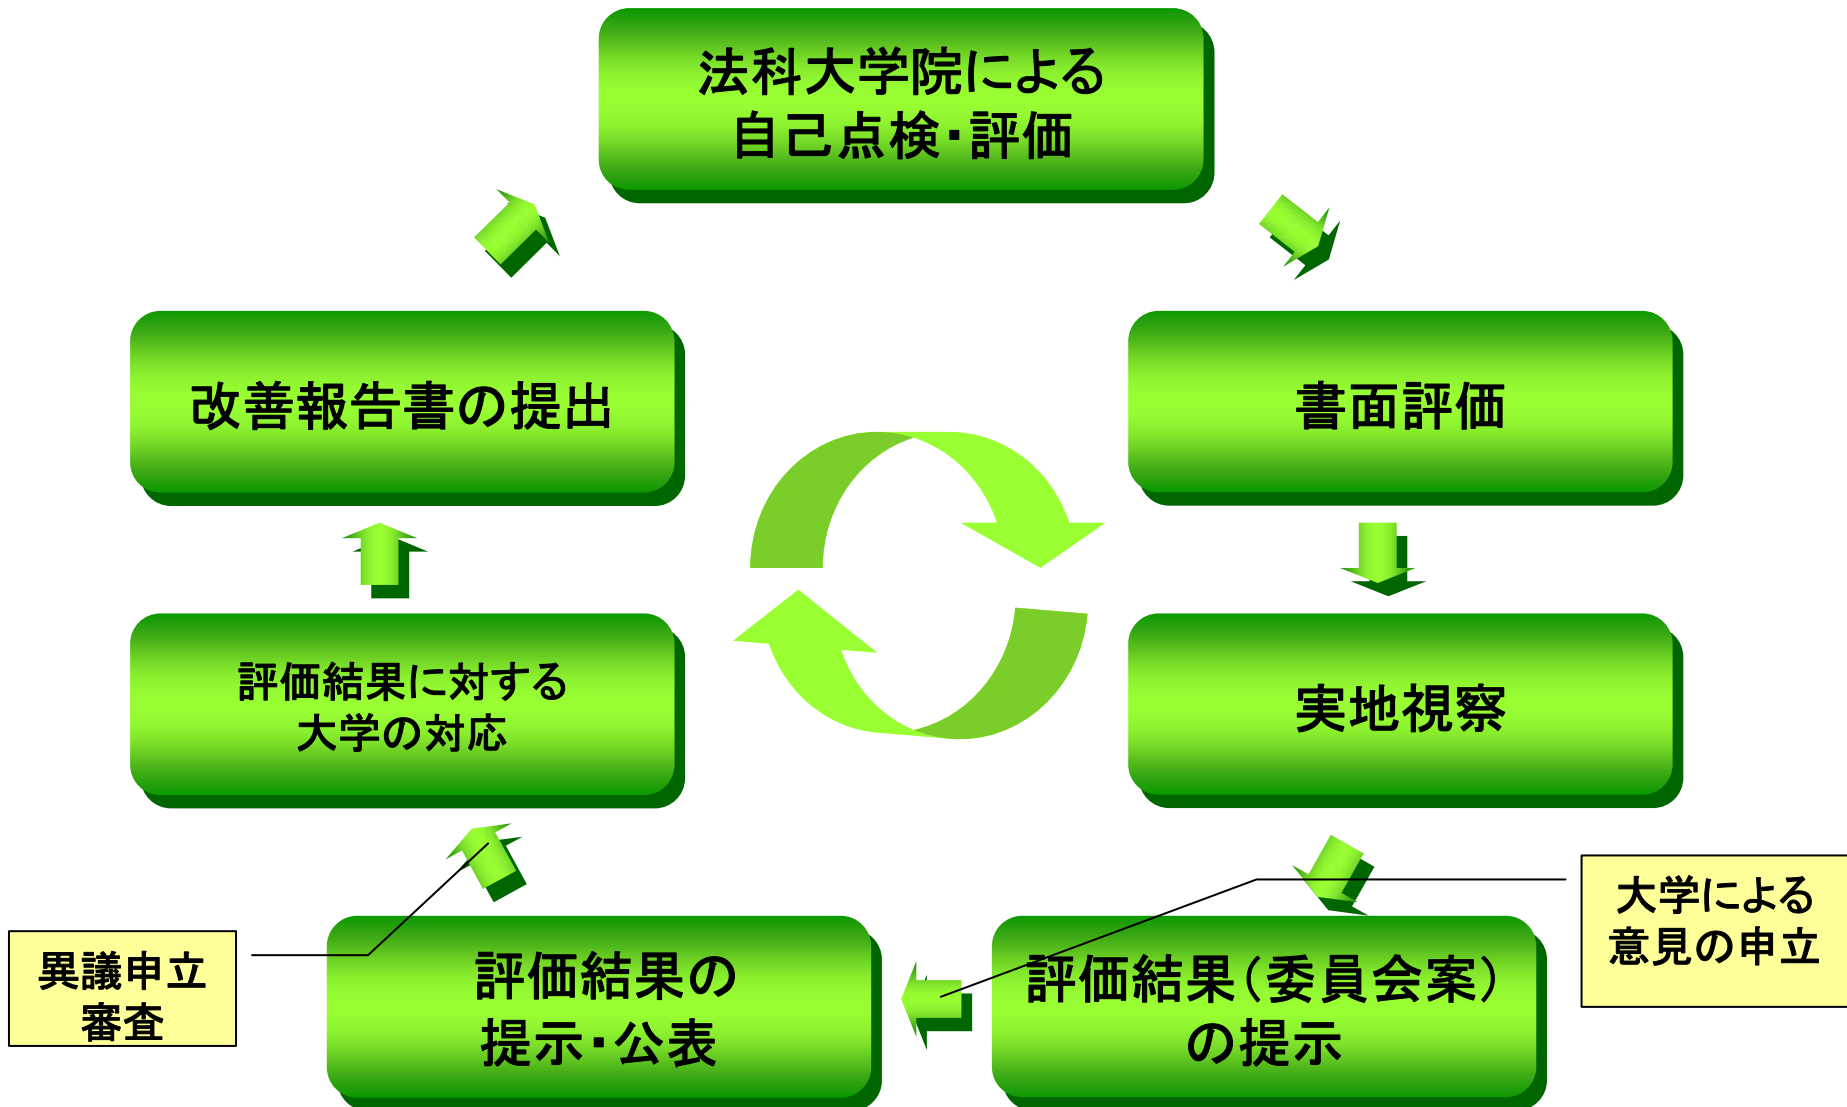 法科大学院による
自己点検・評価
改善報告書の提出
書面評価
評価結果に対する
大学の対応
実地視察
大学による
意見の申立
異議申立
審査
評価結果の
提示・公表
評価結果(委員会案)
の提示